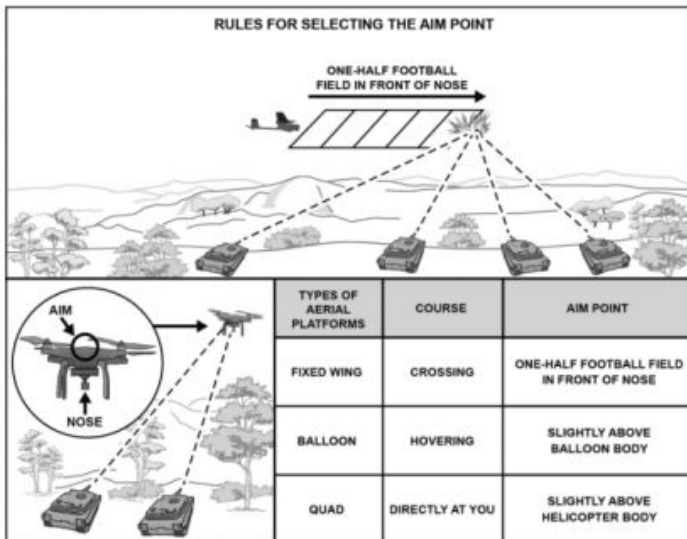 RULES FOR SELECTING THE AIM POINT
ONE-HALF FOOTBALL
FIELD IN FRONT OF NOSE
AIM
NOSE
TYPES OF
AERIAL
PLATFORMS
COURSE
AIM POINT
FIXED WING
CROSSING
ONE-HALF FOOTBALL FIELD
IN FRONT OF NOSE
BALLOON
HOVERING
SLIGHTLY ABOVE
BALLOON BODY
QUAD
DIRECTLY AT YOU
SLIGHTLY ABOVE
HELICOPTER BODY